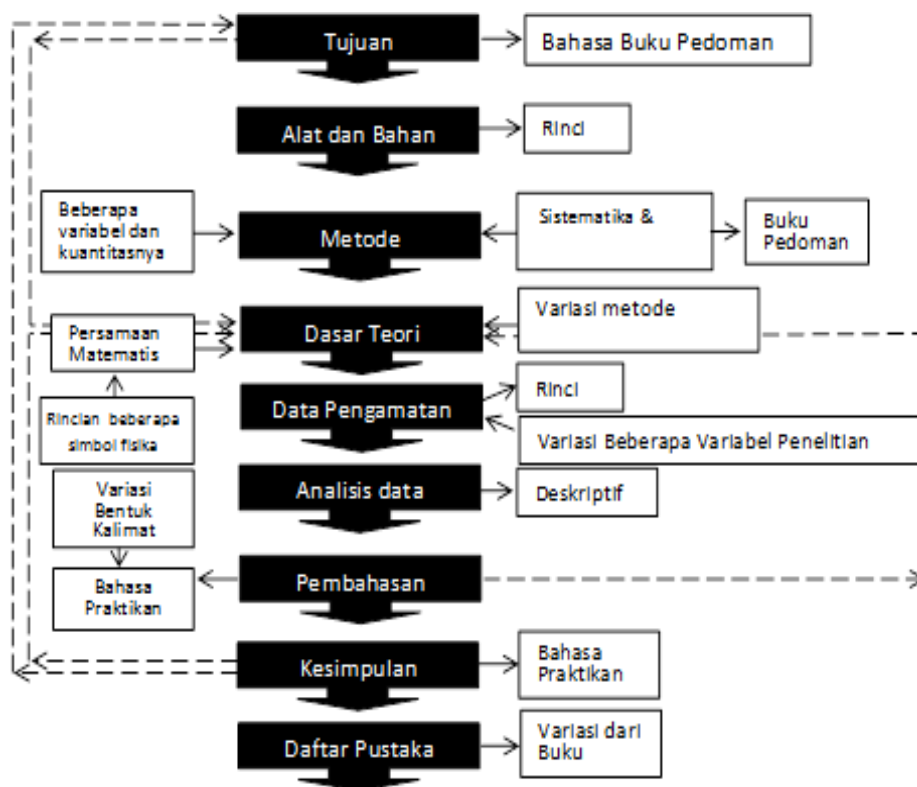 Tujuan
Bahasa Buku Pedoman
Alat dan Bahan
Rinci
Beberapa
variabel dan
kuantitasnya
Metode
Sistematika &
Buku
Pedoman
Persamaan
Matematis
Dasar Teori
Variasi metode
Rincian beberapa
simbol fisika
Data Pengamatan
Rinci
Variasi Beberapa Variabel Penelitian
Variasi
Bentuk
Kalimat
Analisis data
Deskriptif
Bahasa
Praktikan
Pembahasan
Kesimpulan
Bahasa
Praktikan
Daftar Pustaka
Variasi dari
Buku